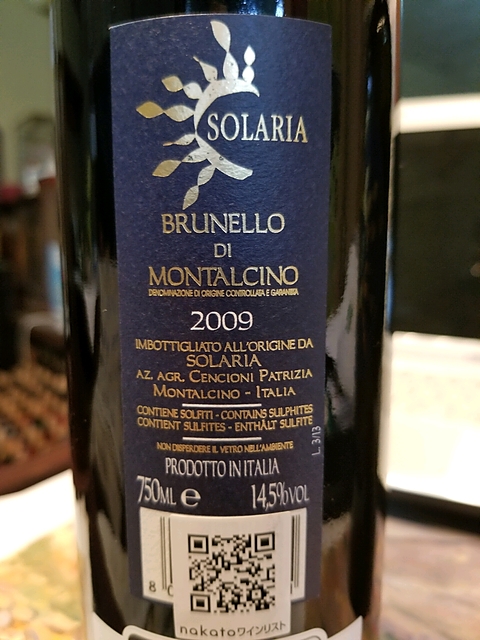 SOLARIA
BRUNELLO
DI
MONTALCINO
DENOMINAZIONE DI ORIGINE CONTROLLATA E GARANTITA
2009
IMBOTTIGLIATO ALL'ORIGINE DA
SOLARIA
AZ. AGR. CENCIONI PATRIZIA
MONTALCINO - ITALIA
CONTIENE SOLFITI - CONTAINS SULPHITES
CONTIENT SULFITES - ENTHÄLT SULFITE
NON DISPERDERE IL VETRO NELL'AMBIENTE
L. 3/13
PRODOTTO IN ITALIA
750ML e 14,5%VOL
8
nakatoワインリスト